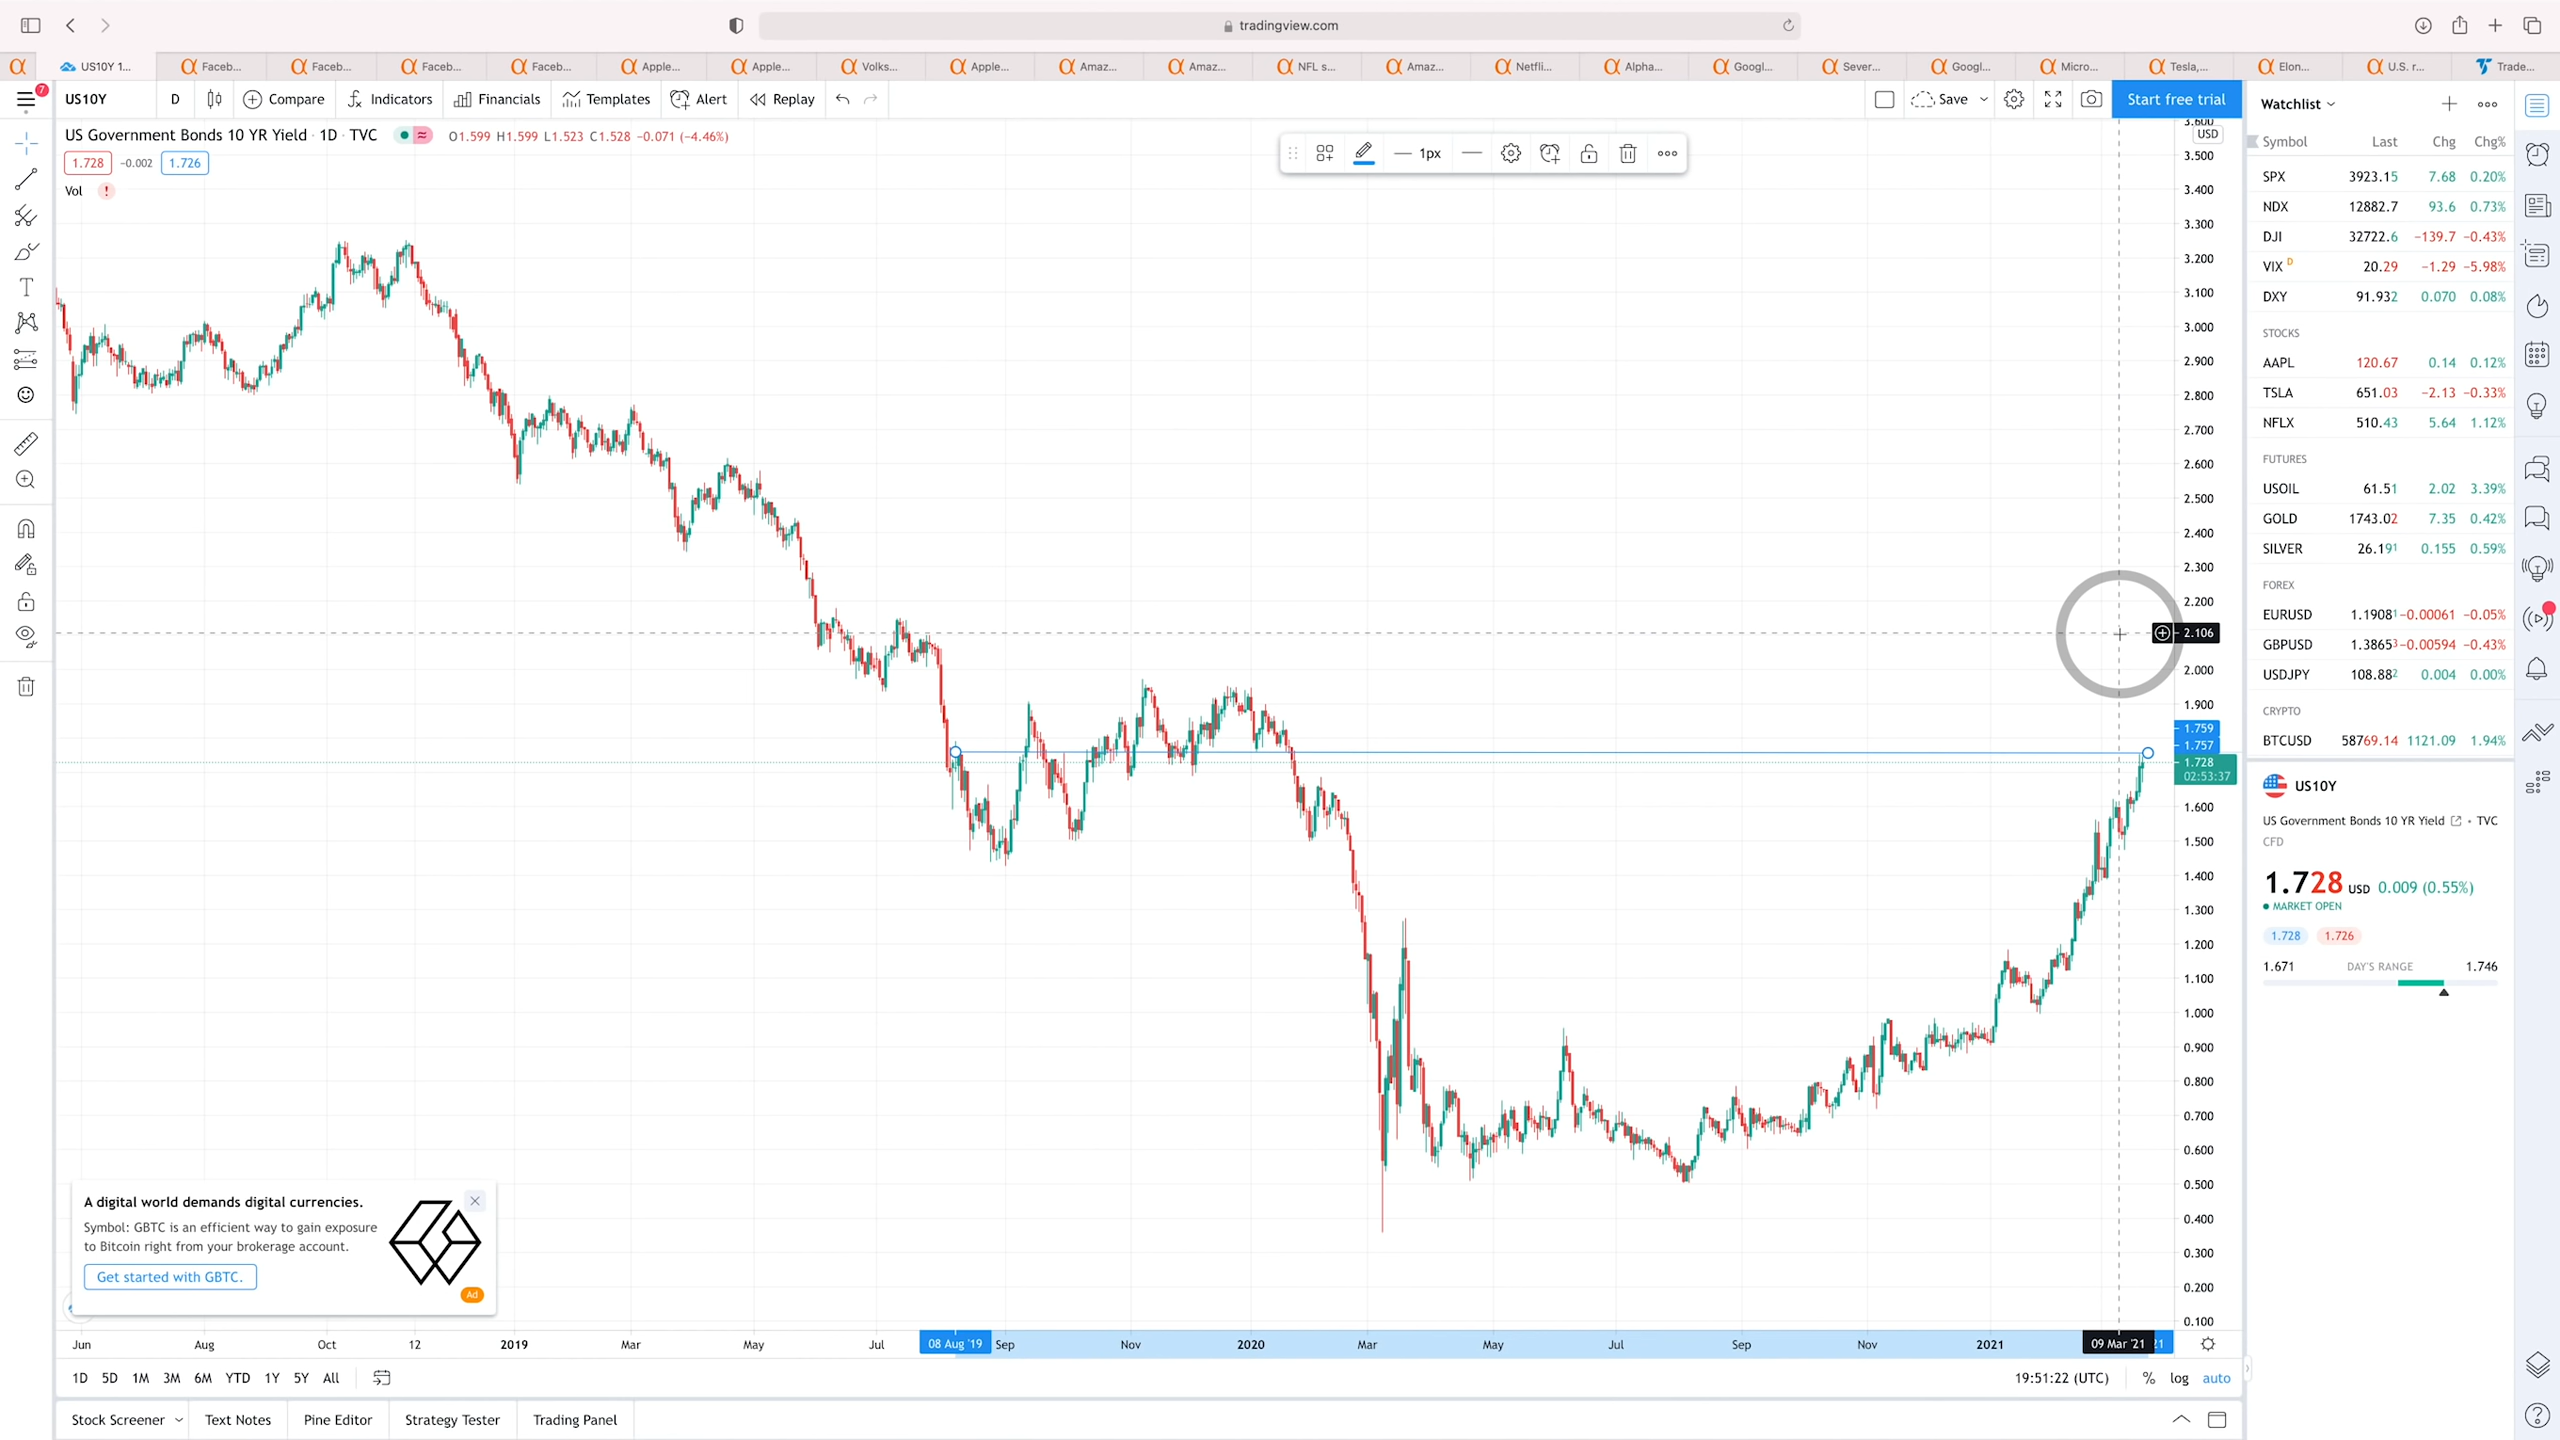 tradingview.com
US10Y 1... Faceb... Faceb... Faceb... Faceb... Apple... Apple... Volks... Apple... Amaz... Amaz... NFL s... Amaz... Netfli... Alpha... Googl... Sever... Googl... Micro... Tesla,... Elon... U.S. r... Trade...
7 US10Y D Compare Indicators Financials Templates Alert Replay Save Start free trial
US Government Bonds 10 YR Yield · 1D · TVC O1.599 H1.599 L1.523 C1.528 −0.071 (−4.46%)
1.728 −0.002 1.726
Vol !
1px
USD
3.600
3.500
3.400
3.300
3.200
3.100
3.000
2.900
2.800
2.700
2.600
2.500
2.400
2.300
2.200
2.106
2.000
1.900
1.759
1.757
1.728
02:53:37
1.600
1.500
1.400
1.300
1.200
1.100
1.000
0.900
0.800
0.700
0.600
0.500
0.400
0.300
0.200
0.100
A digital world demands digital currencies.
Symbol: GBTC is an efficient way to gain exposure
to Bitcoin right from your brokerage account.
Get started with GBTC.
Ad
Jun Aug Oct 12 2019 Mar May Jul 08 Aug '19 Sep Nov 2020 Mar May Jul Sep Nov 2021 09 Mar '21 21
1D 5D 1M 3M 6M YTD 1Y 5Y All 19:51:22 (UTC) % log auto
Stock Screener Text Notes Pine Editor Strategy Tester Trading Panel
Watchlist
Symbol Last Chg Chg%
SPX 3923.15 7.68 0.20%
NDX 12882.7 93.6 0.73%
DJI 32722.6 −139.7 −0.43%
VIX D 20.29 −1.29 −5.98%
DXY 91.932 0.070 0.08%
STOCKS
AAPL 120.67 0.14 0.12%
TSLA 651.03 −2.13 −0.33%
NFLX 510.43 5.64 1.12%
FUTURES
USOIL 61.51 2.02 3.39%
GOLD 1743.02 7.35 0.42%
SILVER 26.191 0.155 0.59%
FOREX
EURUSD 1.19081 −0.00061 −0.05%
GBPUSD 1.38653 −0.00594 −0.43%
USDJPY 108.882 0.004 0.00%
CRYPTO
BTCUSD 58769.14 1121.09 1.94%
US10Y
US Government Bonds 10 YR Yield • TVC
CFD
1.728 USD 0.009 (0.55%)
MARKET OPEN
1.728 1.726
1.671 DAY'S RANGE 1.746